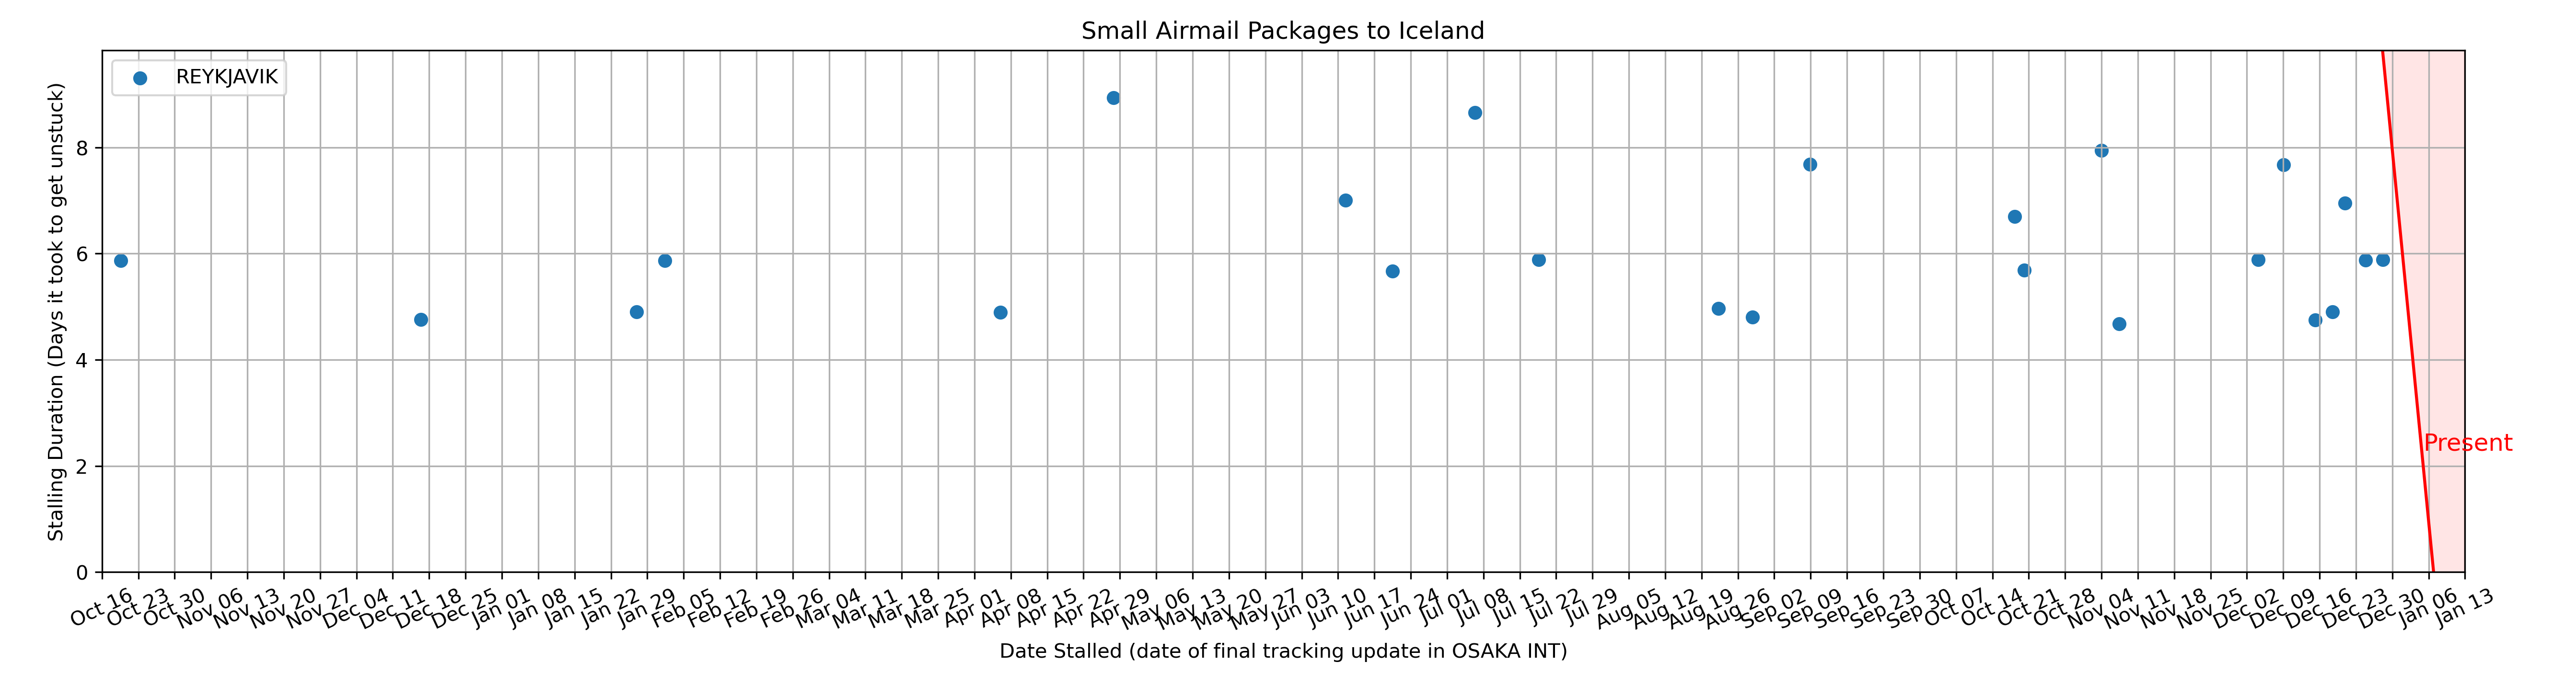 Small Airmail Packages to Iceland
REYKJAVIK
Stalling Duration (Days it took to get unstuck)
8
6
4
2
0
Present
Oct 16
Oct 23
Oct 30
Nov 06
Nov 13
Nov 20
Nov 27
Dec 04
Dec 11
Dec 18
Dec 25
Jan 01
Jan 08
Jan 15
Jan 22
Jan 29
Feb 05
Feb 12
Feb 19
Feb 26
Mar 04
Mar 11
Mar 18
Mar 25
Apr 01
Apr 08
Apr 15
Apr 22
Apr 29
May 06
May 13
May 20
May 27
Jun 03
Jun 10
Jun 17
Jun 24
Jul 01
Jul 08
Jul 15
Jul 22
Jul 29
Aug 05
Aug 12
Aug 19
Aug 26
Sep 02
Sep 09
Sep 16
Sep 23
Sep 30
Oct 07
Oct 14
Oct 21
Oct 28
Nov 04
Nov 11
Nov 18
Nov 25
Dec 02
Dec 09
Dec 16
Dec 23
Dec 30
Jan 06
Jan 13
Date Stalled (date of final tracking update in OSAKA INT)